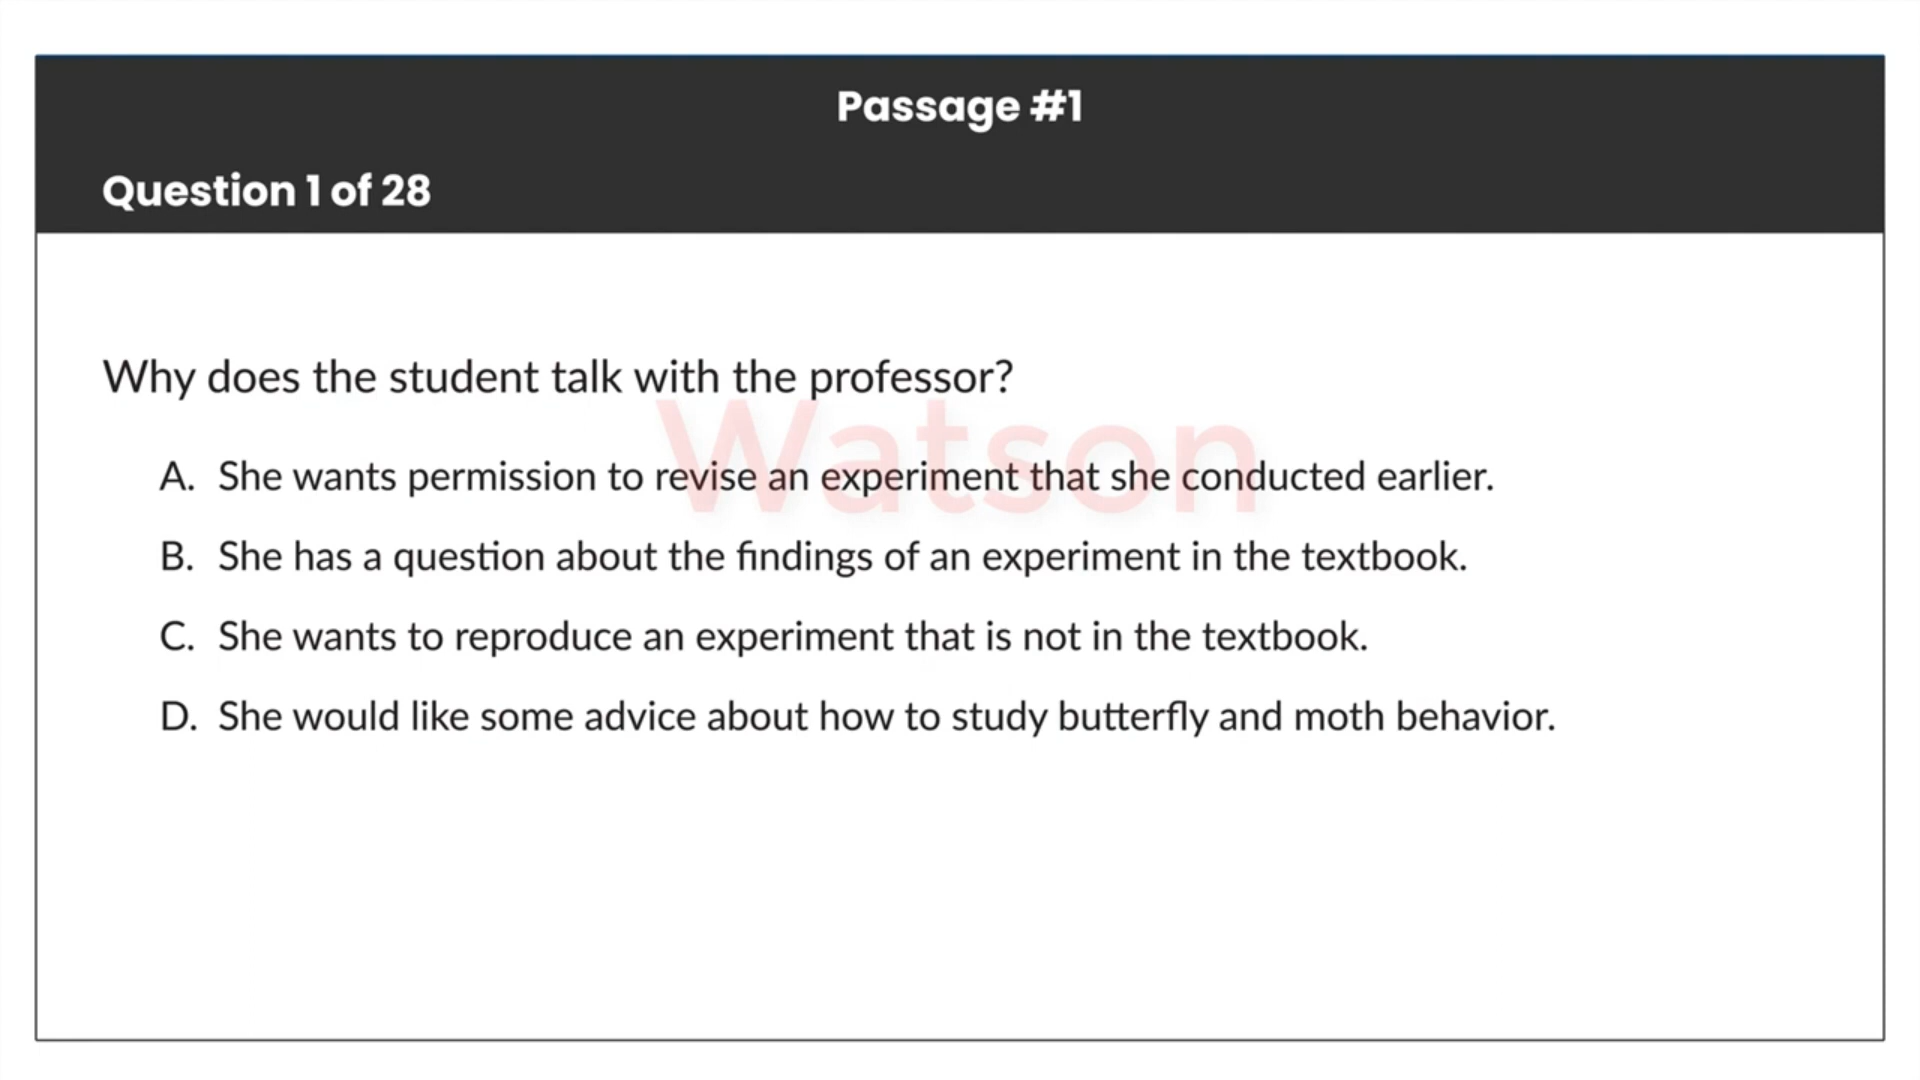 Passage #1
Question 1 of 28
Why does the student talk with the professor?
Watson
A. She wants permission to revise an experiment that she conducted earlier.
B. She has a question about the findings of an experiment in the textbook.
C. She wants to reproduce an experiment that is not in the textbook.
D. She would like some advice about how to study butterfly and moth behavior.